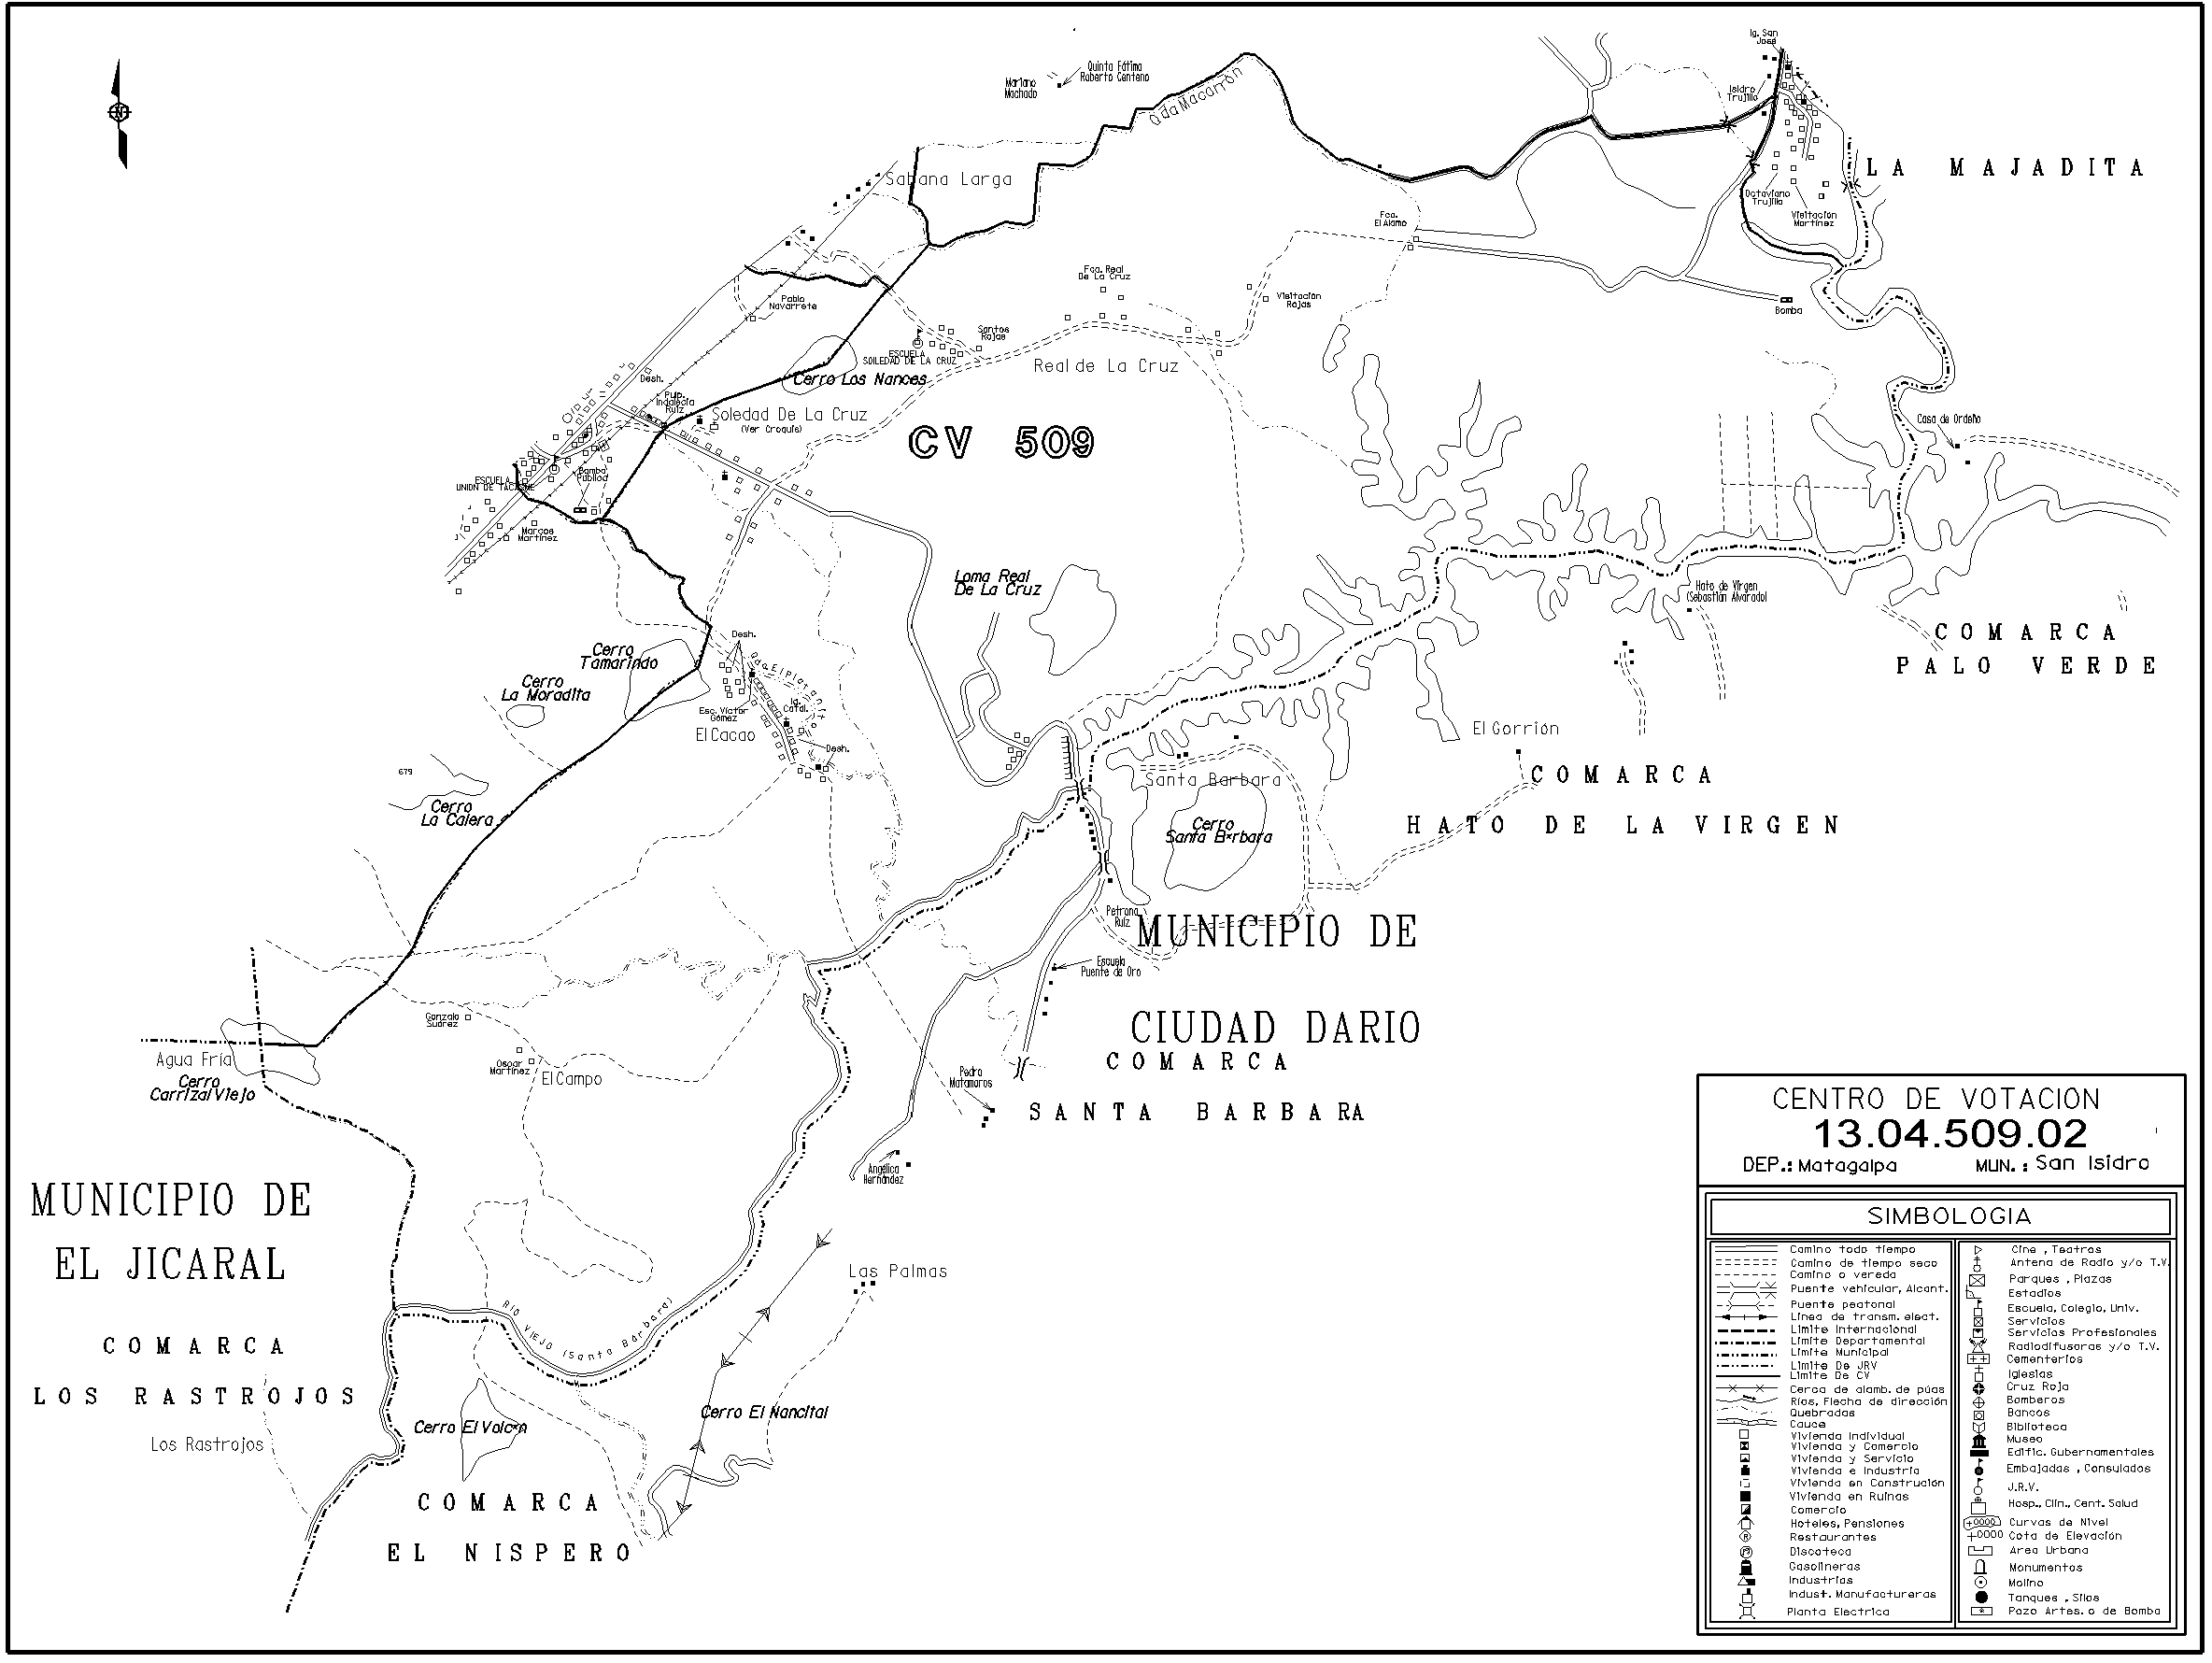 Ig. San
José
Quinta Fátima
Roberto Centeno
Mariano
Machado
Qda Macarrón
Isidro
Trujillo
LA MAJADITA
Sabana Larga
Octaviano
Trujillo
Visitación
Martínez
Fca.
El Alamo
Fca. Real
De La Cruz
Visitación
Rojas
Pablo
Navarrete
Bomba
Santos
Rojas
ESCUELA
SOILEDAD DE LA CRUZ
Real de La Cruz
Cerro Los Nances
Desh.
Pulp.
Indalecia
Ruiz
Soledad De La Cruz
(Ver Croquis)
CV 509
Casa de Ordeño
Bomba
Pública
ESCUELA
UNION DE TACASME
Marcos
Martínez
Loma Real
De La Cruz
Hato de Virgen
(Sebastián Alvarado)
COMARCA
PALO VERDE
Cerro
Tamarindo
Desh.
Cerro
La Moradita
Esc. Víctor
Gómez
Ig.
Catol.
El Cacao
Desh.
El Gorrión
679
Cerro
La Calera
Santa Barbara
COMARCA
HATO DE LA VIRGEN
Cerro
Santa B×rbara
Petrona
Ruiz
MUNICIPIO DE
CIUDAD DARIO
Escuela
Puente de Oro
COMARCA
SANTA BARBARA
Gonzalo
Suárez
Oscar
Martínez
El Campo
Agua Fría
Cerro
Carrizal Viejo
Pedro
Matamoros
Angélica
Hernández
MUNICIPIO DE
EL JICARAL
COMARCA
LOS RASTROJOS
Los Rastrojos
RÍO VIEJO (Santa Bárbara)
Las Palmas
Cerro El Volc×n
Cerro El Nancital
COMARCA
EL NISPERO
CENTRO DE VOTACION
13.04.509.02
DEP.: Matagalpa MUN.: San Isidro
SIMBOLOGIA
Camino todo tiempo
Camino de tiempo seco
Camino o vereda
Puente vehicular, Alcant.
Puente peatonal
Línea de transm. elect.
Límite Internacional
Límite Departamental
Límite Municipal
Límite De JRV
Límite De CV
Cerca de alamb. de púas
Ríos, Flecha de dirección
Quebradas
Cauce
Vivienda Individual
Vivienda y Comercio
Vivienda y Servicio
Vivienda e Industria
Vivienda en Construción
Vivienda en Ruinas
Comercio
Hoteles, Pensiones
Restaurantes
Discoteca
Gasolineras
Industrias
Indust. Manufactureras
Planta Electrica
Cine , Teatros
Antena de Radio y/o T.V.
Parques , Plazas
Estadios
Escuela, Colegio, Univ.
Servicios
Servicios Profesionales
Radiodifusoras y/o T.V.
Cementerios
Iglesias
Cruz Roja
Bomberos
Bancos
Biblioteca
Museo
Edific. Gubernamentales
Embajadas , Consulados
J.R.V.
Hosp., Clin., Cent. Salud
Curvas de Nivel
+0000 Cota de Elevación
Area Urbana
Monumentos
Molino
Tanques , Silos
Pozo Artes. o de Bomba